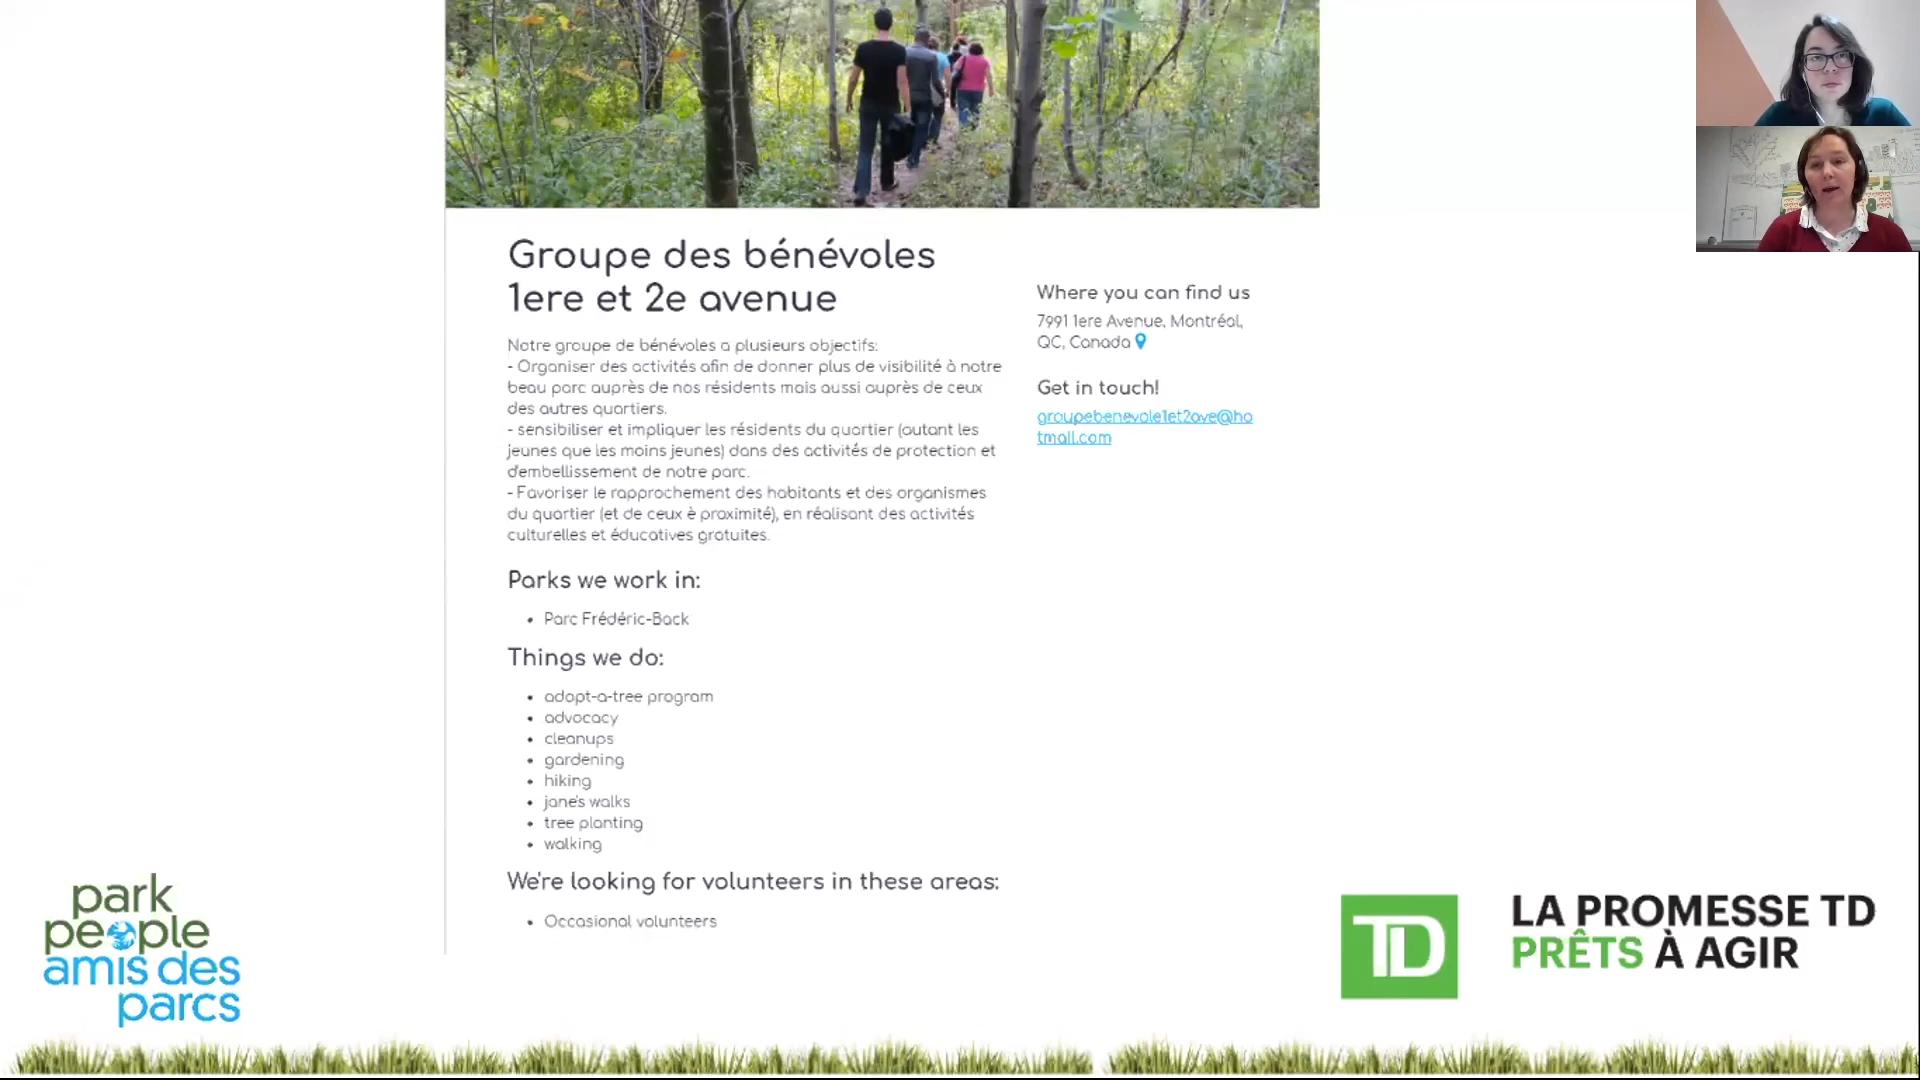 Groupe des bénévoles
1ere et 2e avenue
Notre groupe de bénévoles a plusieurs objectifs:
- Organiser des activités afin de donner plus de visibilité à notre
beau parc auprès de nos résidents mais aussi auprès de ceux
des autres quartiers.
- sensibiliser et impliquer les résidents du quartier (autant les
jeunes que les moins jeunes) dans des activités de protection et
d'embellissement de notre parc.
- Favoriser le rapprochement des habitants et des organismes
du quartier (et de ceux è proximité), en réalisant des activités
culturelles et éducatives gratuites.
Parks we work in:
• Parc Frédéric-Back
Things we do:
• adopt-a-tree program
• advocacy
• cleanups
• gardening
• hiking
• jane's walks
• tree planting
• walking
We're looking for volunteers in these areas:
• Occasional volunteers
Where you can find us
7991 1ere Avenue, Montréal,
QC, Canada
Get in touch!
groupebenevole1et2ave@ho
tmail.com
park
people
amis des
parcs
TD
LA PROMESSE TD
PRÊTS À AGIR